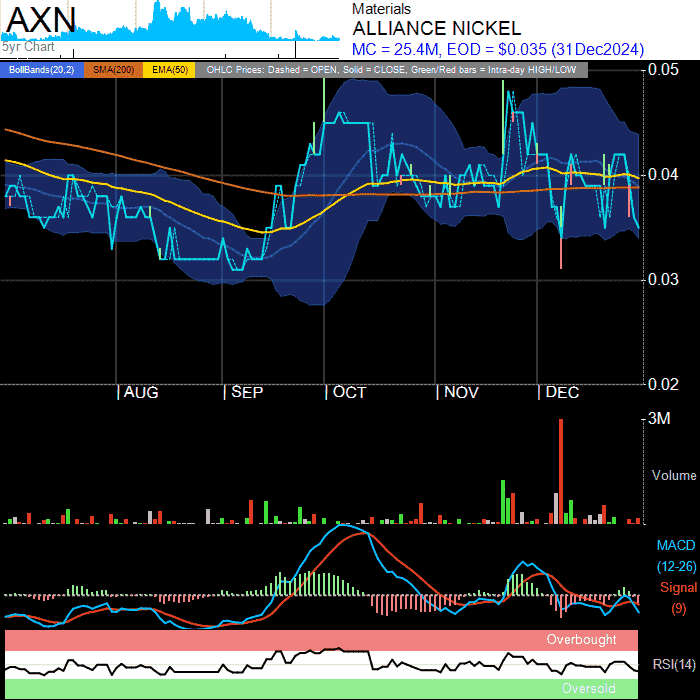 AXN
5yr Chart
Materials
ALLIANCE NICKEL
MC = 25.4M, EOD = $0.035 (31Dec2024)
BollBands(20,2) SMA(200) EMA(50) OHLC Prices: Dashed = OPEN, Solid = CLOSE, Green/Red bars = Intra-day HIGH/LOW
0.05
0.04
0.03
0.02
AUG SEP OCT NOV DEC
3M
Volume
MACD
(12-26)
Signal
(9)
Overbought
RSI(14)
Oversold